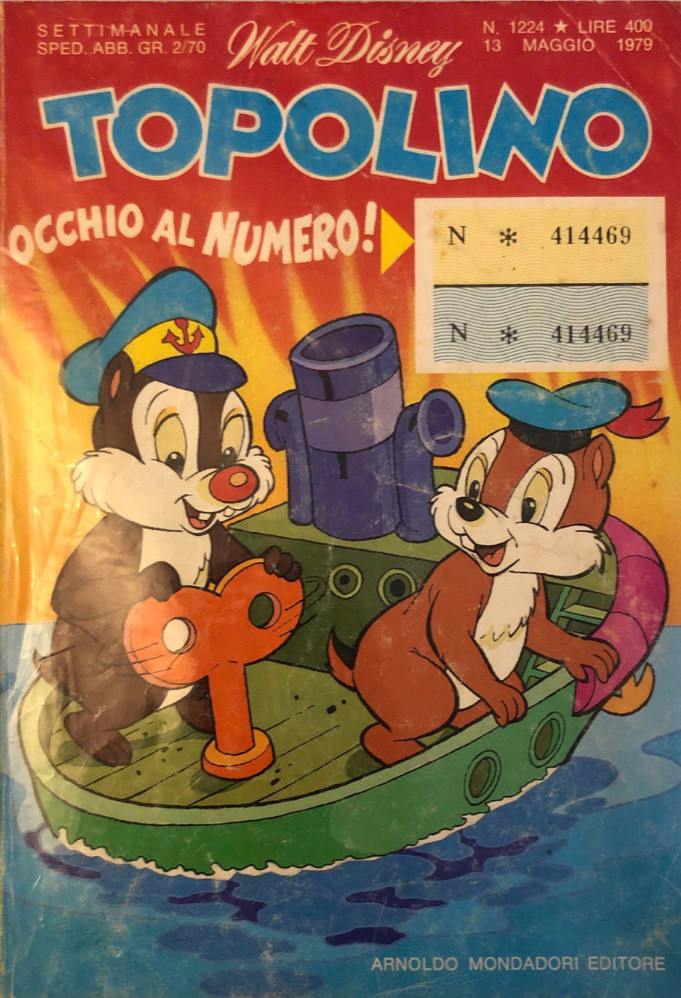 SETTIMANALE
SPED. ABB. GR. 2/70
Walt Disney
N. 1224 ★ LIRE 400
13 MAGGIO 1979
TOPOLINO
OCCHIO AL NUMERO!
N * 414469
N * 414469
ARNOLDO MONDADORI EDITORE